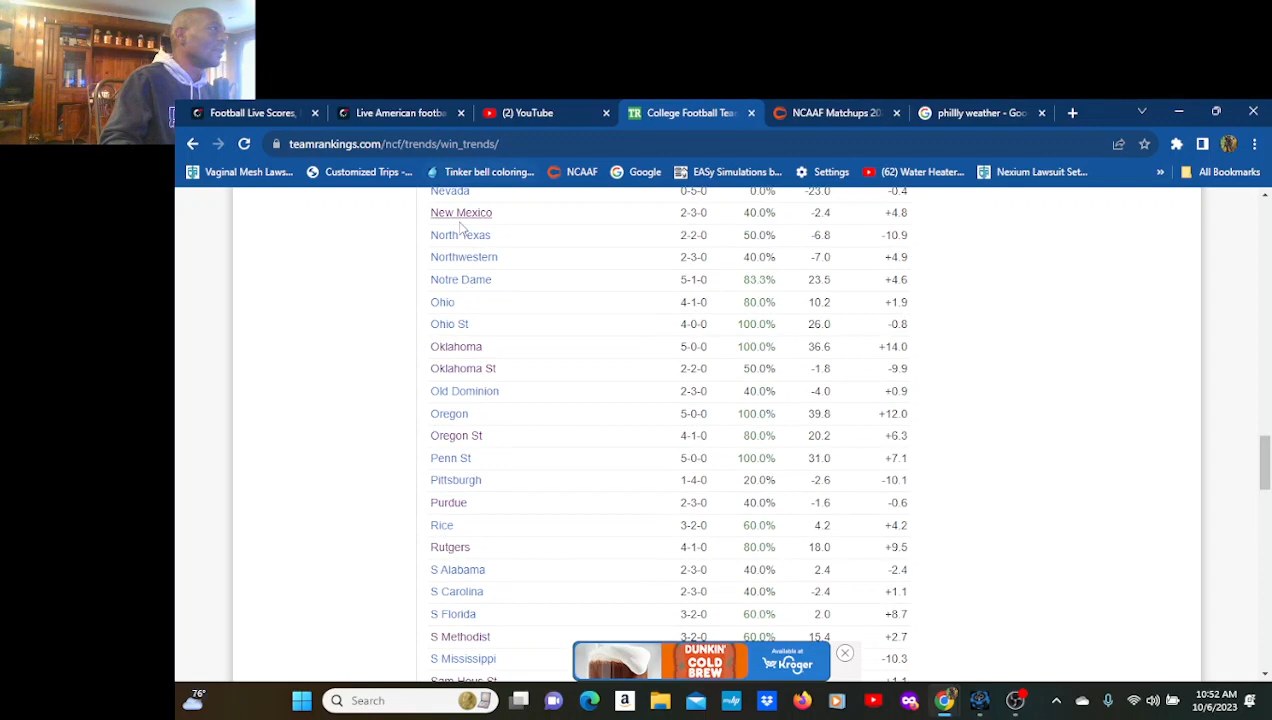 Football Live Scores,
Live American footba
(2) YouTube
TR College Football Tea
NCAAF Matchups 20
phillly weather - Goo
teamrankings.com/ncf/trends/win_trends/
Vaginal Mesh Laws...
Customized Trips -...
Tinker bell coloring...
NCAAF
Google
EASy Simulations b...
Settings
(62) Water Heater...
Nexium Lawsuit Set...
»
All Bookmarks
Nevada 0-5-0 0.0% -23.0 -0.4
New Mexico 2-3-0 40.0% -2.4 +4.8
North Texas 2-2-0 50.0% -6.8 -10.9
Northwestern 2-3-0 40.0% -7.0 +4.9
Notre Dame 5-1-0 83.3% 23.5 +4.6
Ohio 4-1-0 80.0% 10.2 +1.9
Ohio St 4-0-0 100.0% 26.0 -0.8
Oklahoma 5-0-0 100.0% 36.6 +14.0
Oklahoma St 2-2-0 50.0% -1.8 -9.9
Old Dominion 2-3-0 40.0% -4.0 +0.9
Oregon 5-0-0 100.0% 39.8 +12.0
Oregon St 4-1-0 80.0% 20.2 +6.3
Penn St 5-0-0 100.0% 31.0 +7.1
Pittsburgh 1-4-0 20.0% -2.6 -10.1
Purdue 2-3-0 40.0% -1.6 -0.6
Rice 3-2-0 60.0% 4.2 +4.2
Rutgers 4-1-0 80.0% 18.0 +9.5
S Alabama 2-3-0 40.0% 2.4 -2.4
S Carolina 2-3-0 40.0% -2.4 +1.1
S Florida 3-2-0 60.0% 2.0 +8.7
S Methodist 3-2-0 60.0% 15.4 +2.7
S Mississippi -10.3
Sam Hous St +1.1
DUNKIN'
COLD
BREW
Available at
Kroger
76°
Search
10:52 AM
10/6/2023